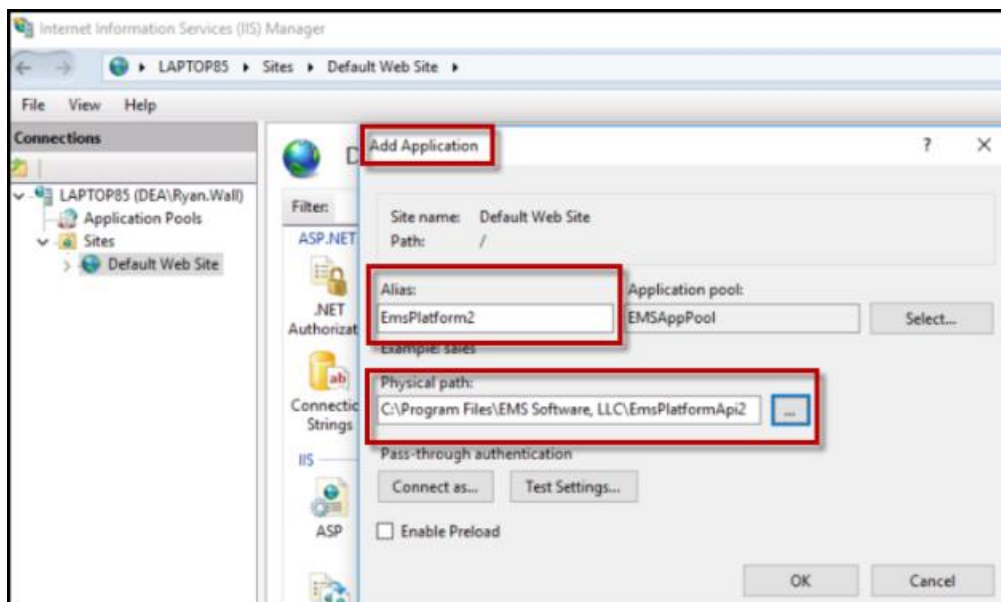 Internet Information Services (IIS) Manager
LAPTOP85 Sites Default Web Site
File View Help
Connections
LAPTOP85 (DEA\Ryan.Wall)
Application Pools
Sites
Default Web Site
D
Filter:
ASP.NET
.NET
Authorizat
Connectic
Strings
IIS
ASP
Add Application
? ×
Site name: Default Web Site
Path: /
Alias: Application pool:
EmsPlatform2 EMSAppPool Select...
Example: sales
Physical path:
C:\Program Files\EMS Software, LLC\EmsPlatformApi2 ...
Pass-through authentication
Connect as... Test Settings...
Enable Preload
OK Cancel